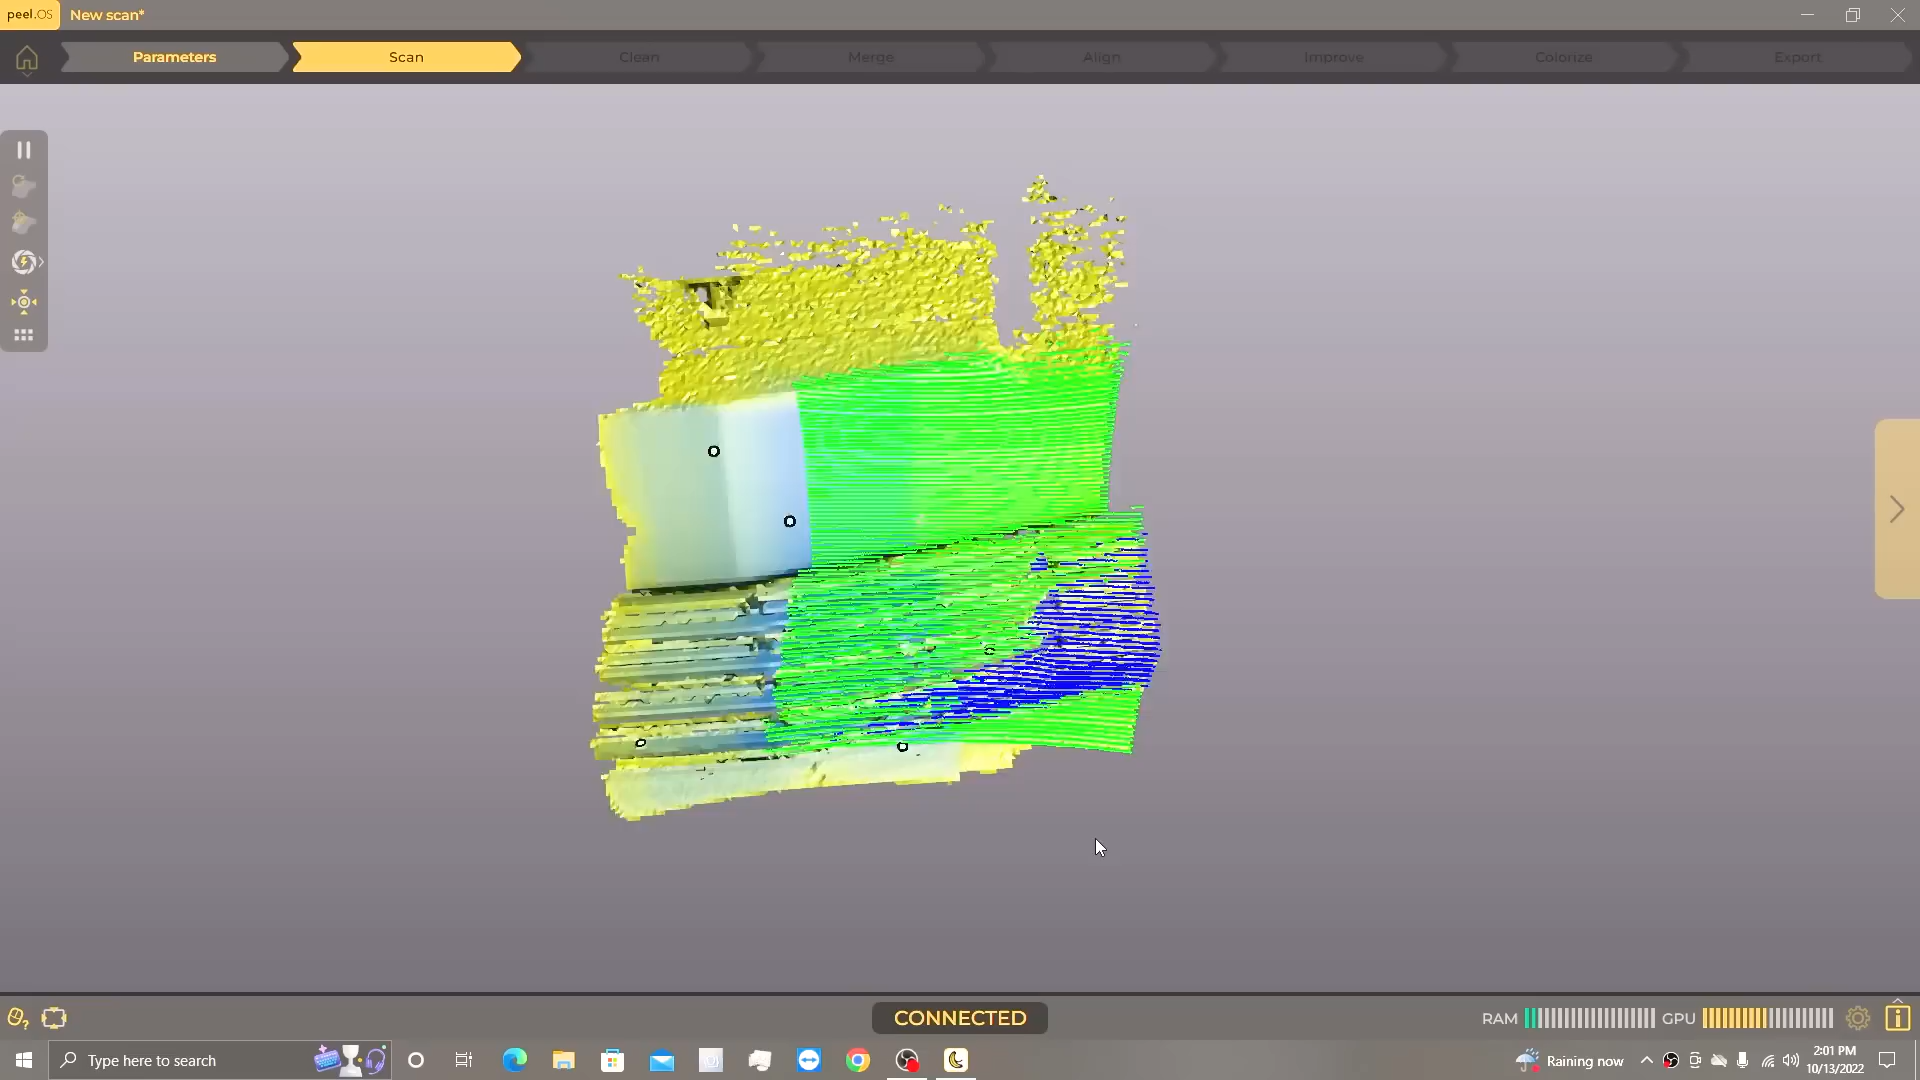 peel.OS New scan*
Parameters Scan Clean Merge Align Improve Colorize Export
CONNECTED
RAM GPU
Type here to search
Raining now
2:01 PM
10/13/2022